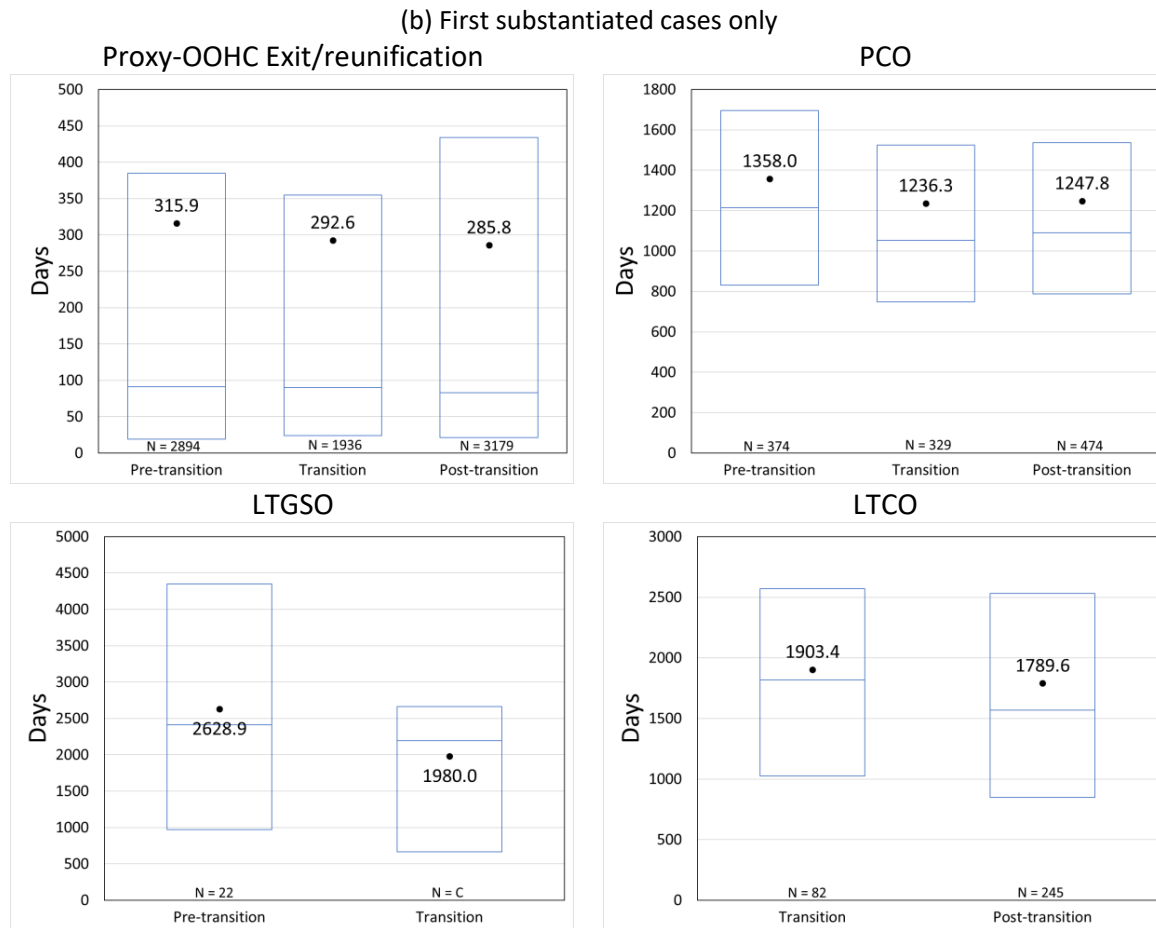 (b) First substantiated cases only
Proxy-OOHC Exit/reunification
500
450
400
350
300
250
200
150
100
50
0
Days
315.9
292.6
285.8
N = 2894
N = 1936
N = 3179
Pre-transition
Transition
Post-transition
PCO
1800
1600
1400
1200
1000
800
600
400
200
0
Days
1358.0
1236.3
1247.8
N = 374
N = 329
N = 474
Pre-transition
Transition
Post-transition
LTGSO
5000
4500
4000
3500
3000
2500
2000
1500
1000
500
0
Days
2628.9
1980.0
N = 22
N = C
Pre-transition
Transition
LTCO
3000
2500
2000
1500
1000
500
0
Days
1903.4
1789.6
N = 82
N = 245
Transition
Post-transition